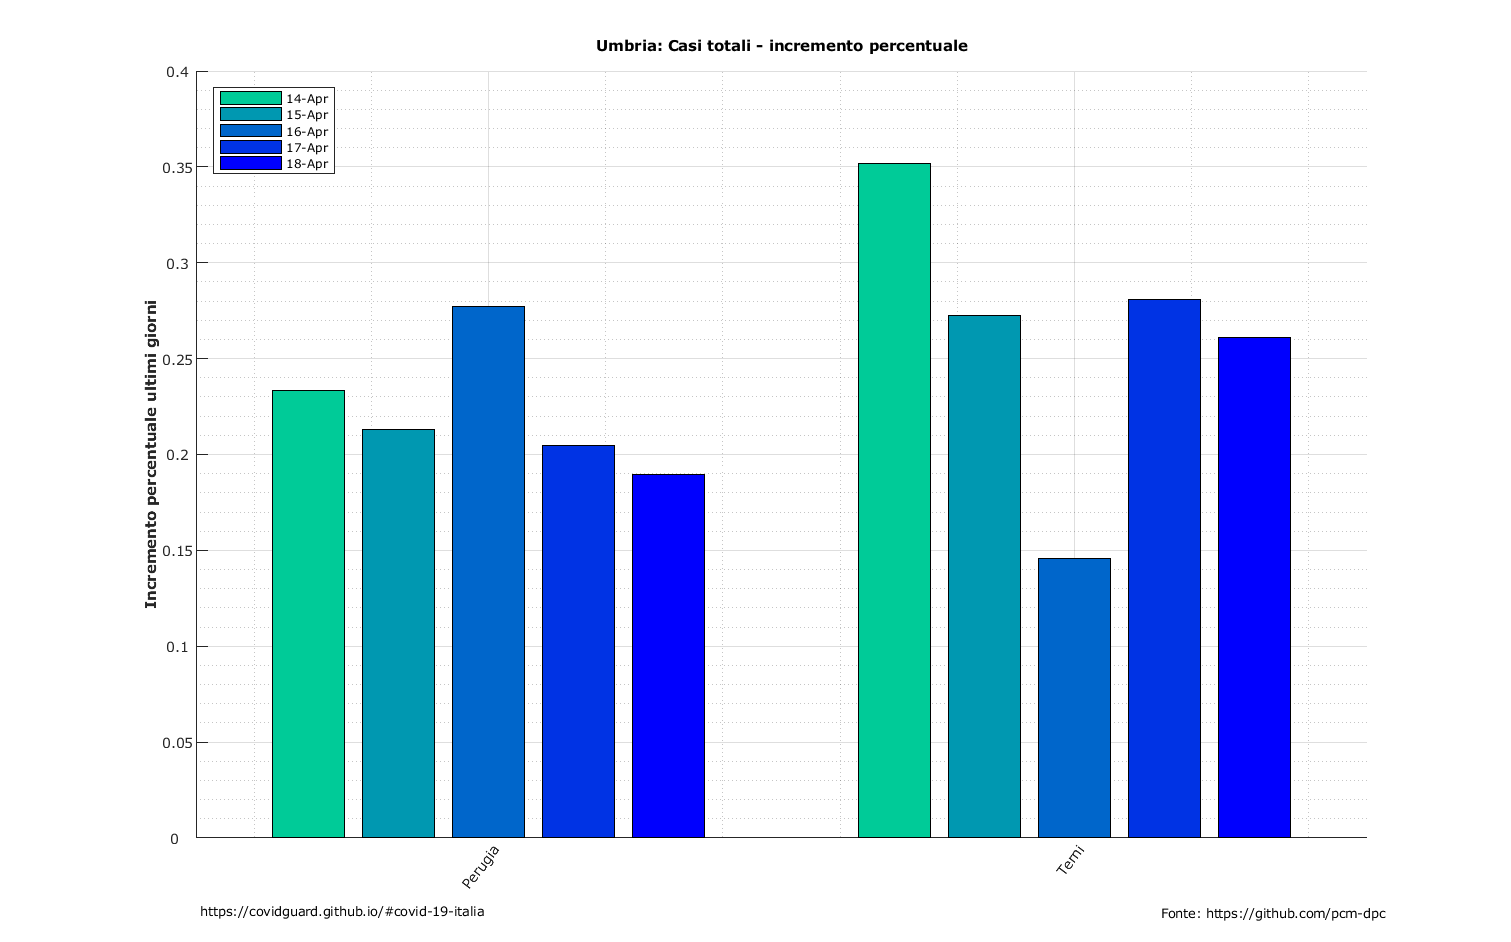 Umbria: Casi totali - incremento percentuale
14-Apr
15-Apr
16-Apr
17-Apr
18-Apr
Incremento percentuale ultimi giorni
0.4
0.35
0.3
0.25
0.2
0.15
0.1
0.05
0
Perugia
Terni
https://covidguard.github.io/#covid-19-italia
Fonte: https://github.com/pcm-dpc